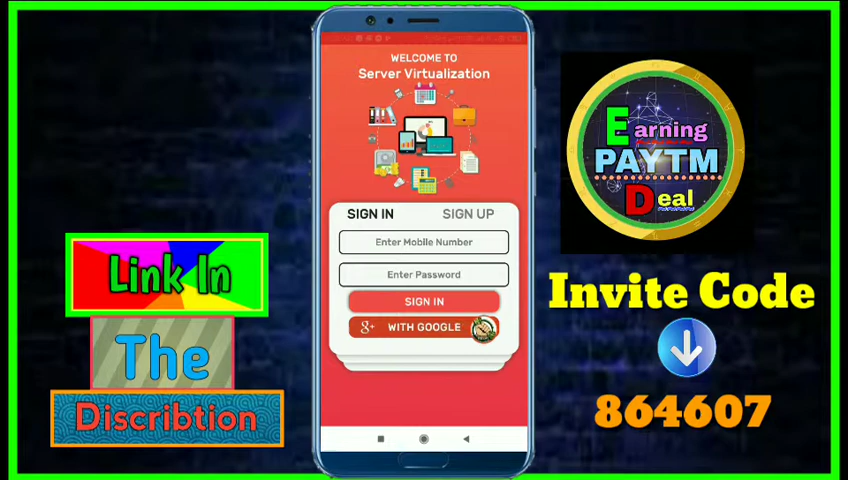 WELCOME TO
Server Virtualization
SIGN IN
SIGN UP
Enter Mobile Number
Enter Password
SIGN IN
g+ WITH GOOGLE
Link In
The
Discribtion
Earning
PAYTM
Deal
Invite Code
864607